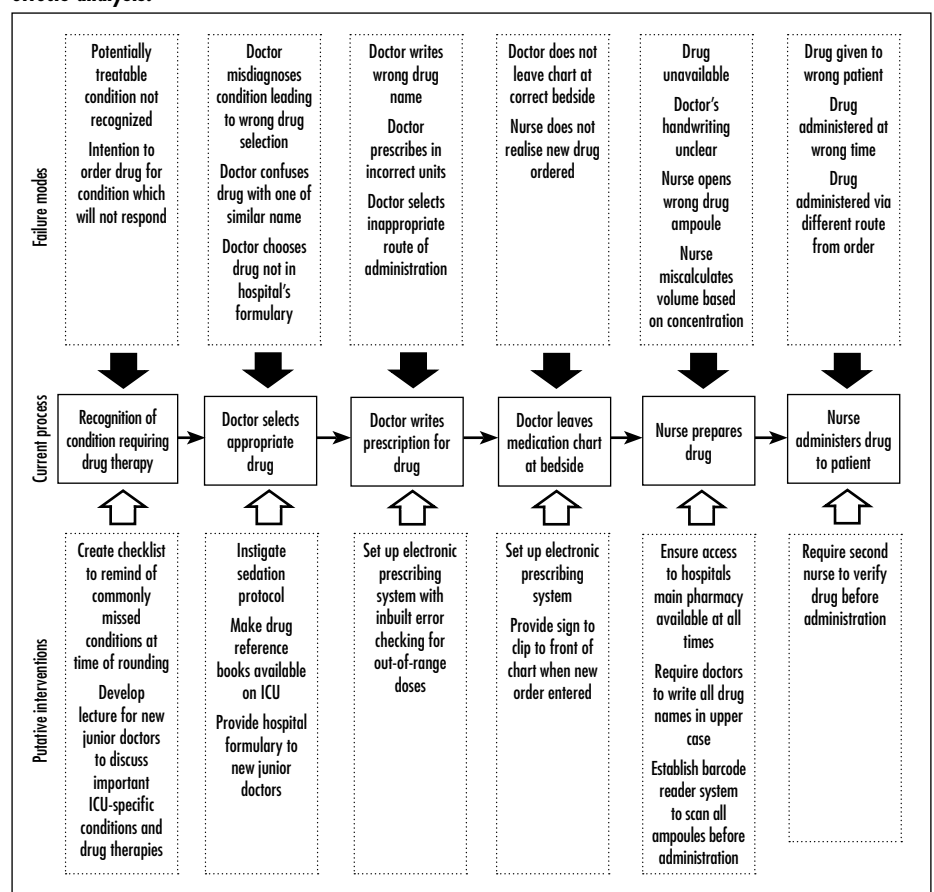 effects analysis.
Failure modes
Potentially
treatable
condition not
recognized
Intention to
order drug for
condition which
will not respond
Doctor
misdiagnoses
condition leading
to wrong drug
selection
Doctor confuses
drug with one of
similar name
Doctor chooses
drug not in
hospital's
formulary
Doctor writes
wrong drug
name
Doctor
prescribes in
incorrect units
Doctor selects
inappropriate
route of
administration
Doctor does not
leave chart at
correct bedside
Nurse does not
realise new drug
ordered
Drug
unavailable
Doctor's
handwriting
unclear
Nurse opens
wrong drug
ampoule
Nurse
miscalculates
volume based
on concentration
Drug given to
wrong patient
Drug
administered at
wrong time
Drug
administered via
different route
from order
Current process
Recognition of
condition requiring
drug therapy
Doctor selects
appropriate
drug
Doctor writes
prescription for
drug
Doctor leaves
medication chart
at bedside
Nurse prepares
drug
Nurse
administers drug
to patient
Putative interventions
Create checklist
to remind of
commonly
missed
conditions at
time of rounding
Develop
lecture for new
junior doctors
to discuss
important
ICU-specific
conditions and
drug therapies
Instigate
sedation
protocol
Make drug
reference
books available
on ICU
Provide hospital
formulary to
new junior
doctors
Set up electronic
prescribing
system with
inbuilt error
checking for
out-of-range
doses
Set up electronic
prescribing
system
Provide sign to
clip to front of
chart when new
order entered
Ensure access
to hospitals
main pharmacy
available at all
times
Require doctors
to write all drug
names in upper
case
Establish barcode
reader system
to scan all
ampoules before
administration
Require second
nurse to verify
drug before
administration